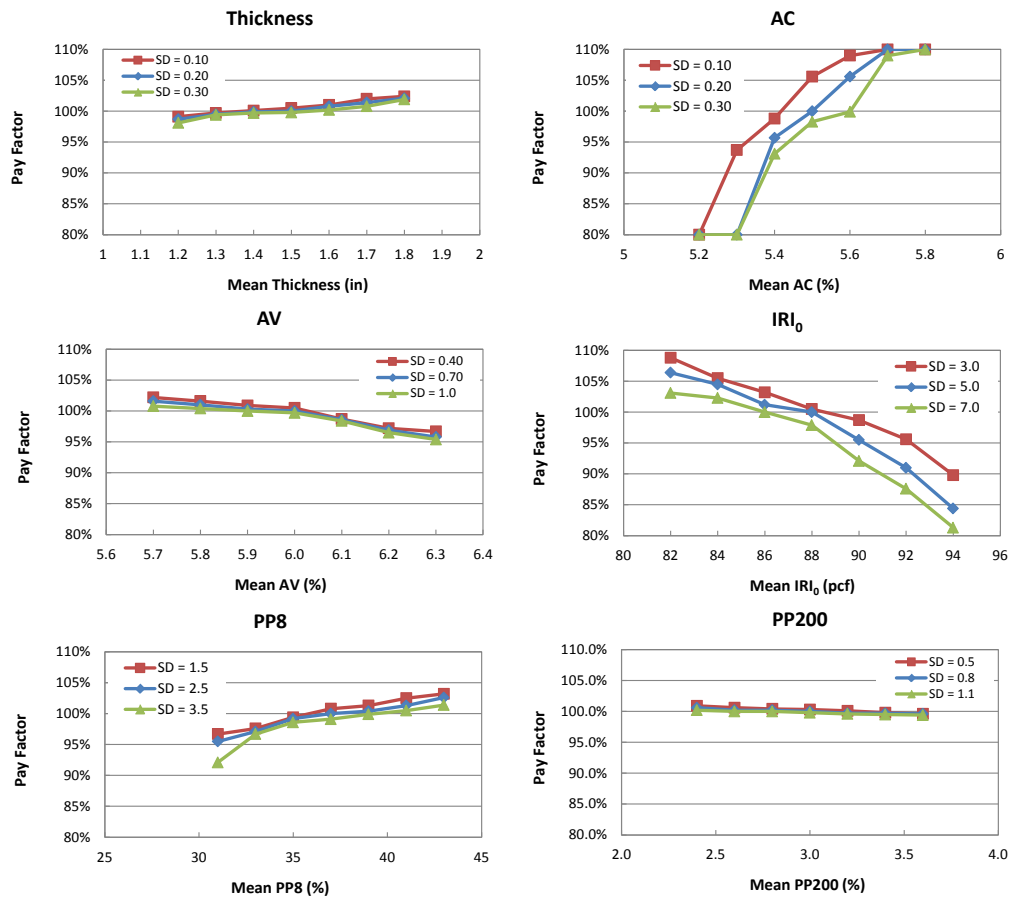 Thickness
110%
105%
100%
95%
90%
85%
80%
Pay Factor
SD = 0.10
SD = 0.20
SD = 0.30
1 1.1 1.2 1.3 1.4 1.5 1.6 1.7 1.8 1.9 2
Mean Thickness (in)
AC
110%
105%
100%
95%
90%
85%
80%
Pay Factor
SD = 0.10
SD = 0.20
SD = 0.30
5 5.2 5.4 5.6 5.8 6
Mean AC (%)
AV
110%
105%
100%
95%
90%
85%
80%
Pay Factor
SD = 0.40
SD = 0.70
SD = 1.0
5.6 5.7 5.8 5.9 6.0 6.1 6.2 6.3 6.4
Mean AV (%)
IRI₀
110%
105%
100%
95%
90%
85%
80%
Pay Factor
SD = 3.0
SD = 5.0
SD = 7.0
80 82 84 86 88 90 92 94 96
Mean IRI₀ (pcf)
PP8
110%
105%
100%
95%
90%
85%
80%
Pay Factor
SD = 1.5
SD = 2.5
SD = 3.5
25 30 35 40 45
Mean PP8 (%)
PP200
110.0%
105.0%
100.0%
95.0%
90.0%
85.0%
80.0%
Pay Factor
SD = 0.5
SD = 0.8
SD = 1.1
2.0 2.5 3.0 3.5 4.0
Mean PP200 (%)